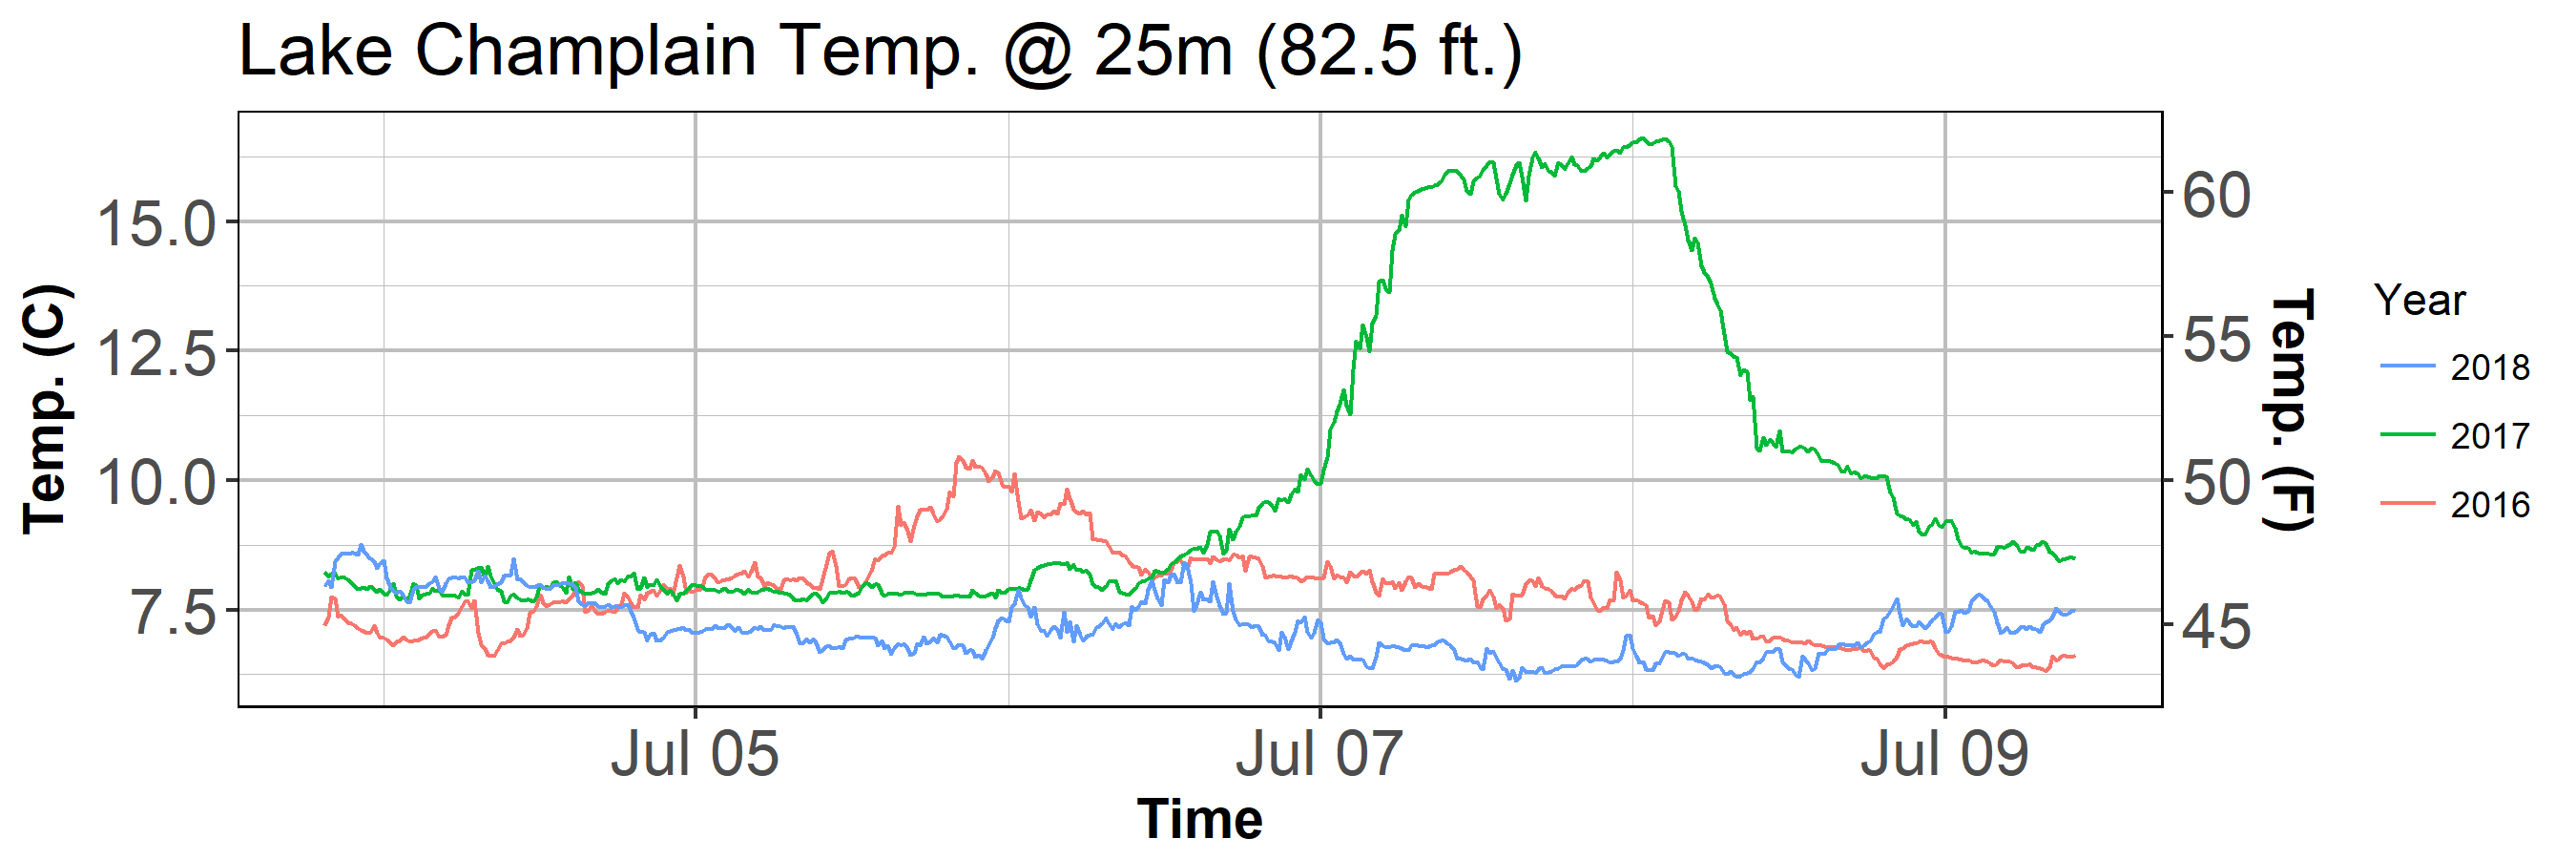 Lake Champlain Temp. @ 25m (82.5 ft.)
Temp. (C)
15.0
12.5
10.0
7.5
60
55
50
45
Temp. (F)
Jul 05
Jul 07
Jul 09
Time
Year
2018
2017
2016